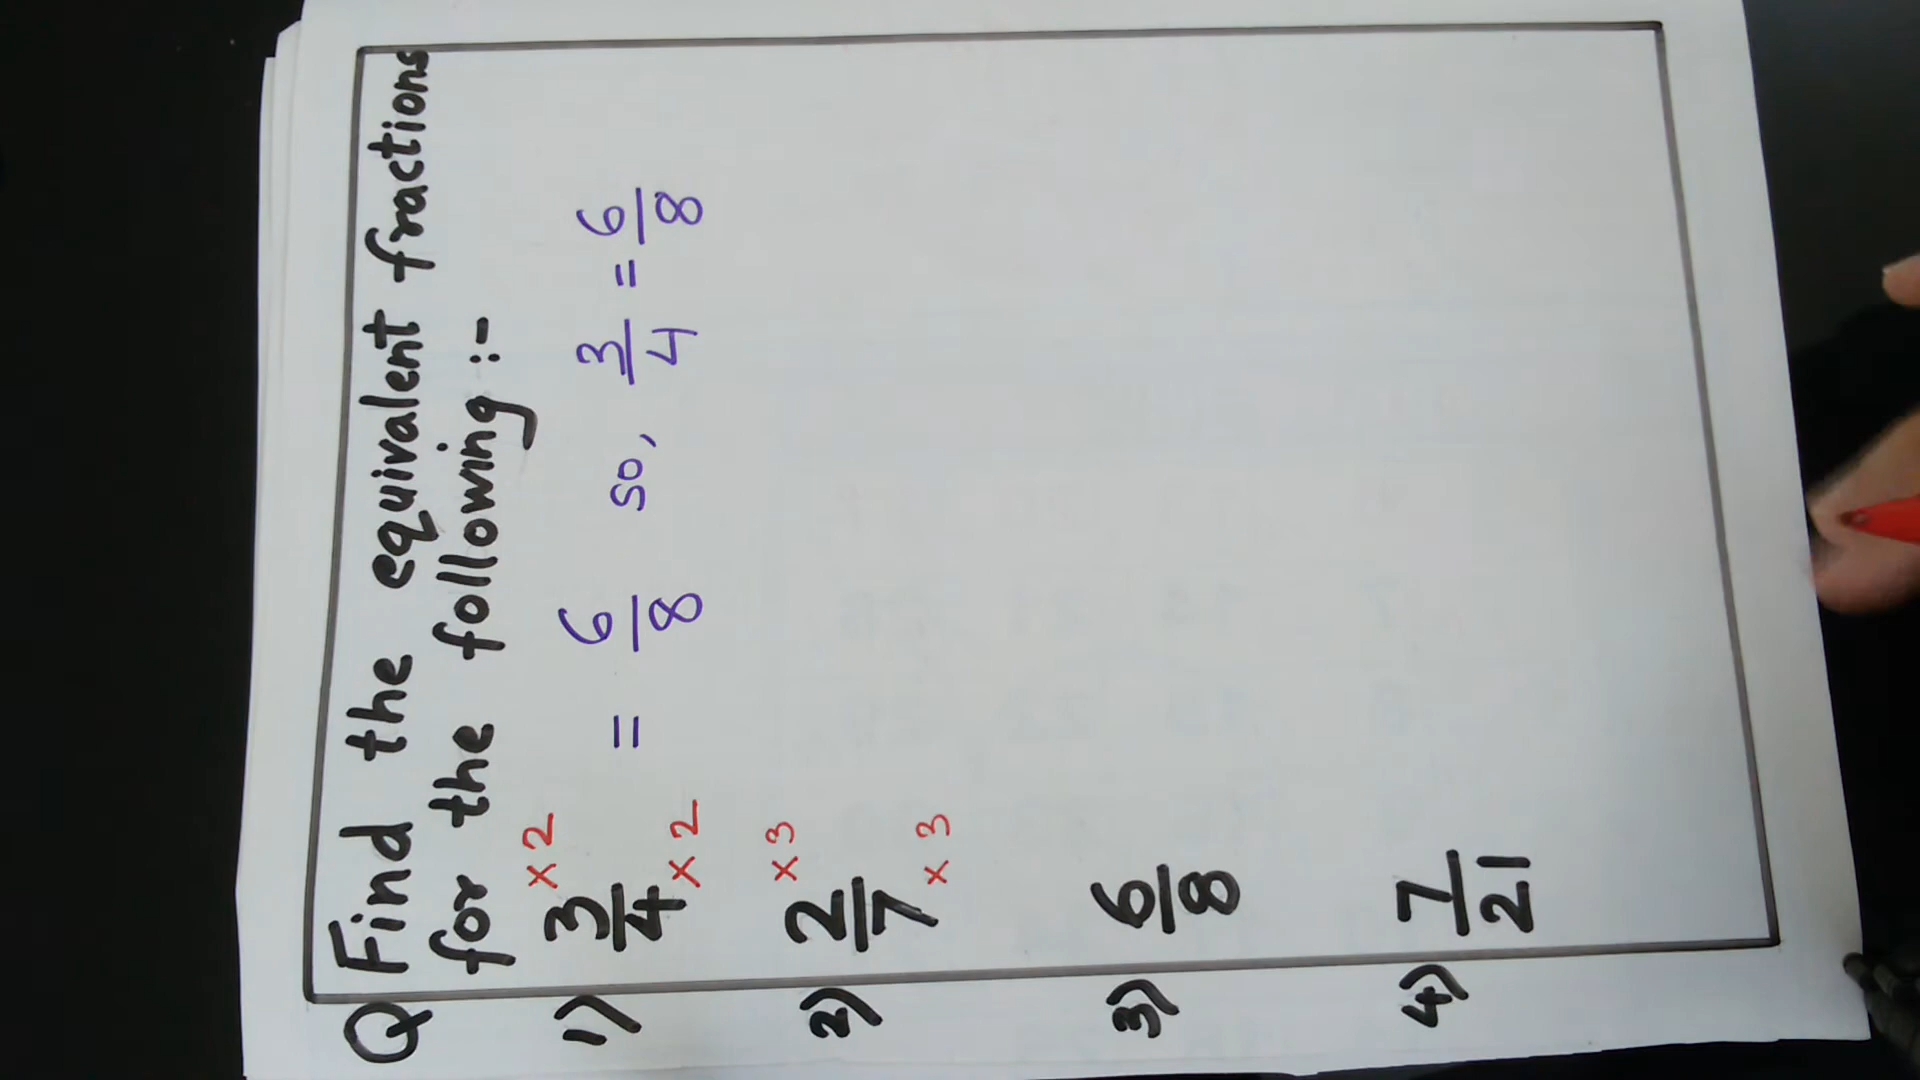 Q Find the equivalent fractions
for the following :-
1) 3/4 ×2 ×2 = 6/8 so, 3/4 = 6/8
2) 2/7 ×3 ×3
3) 6/8
4) 7/21